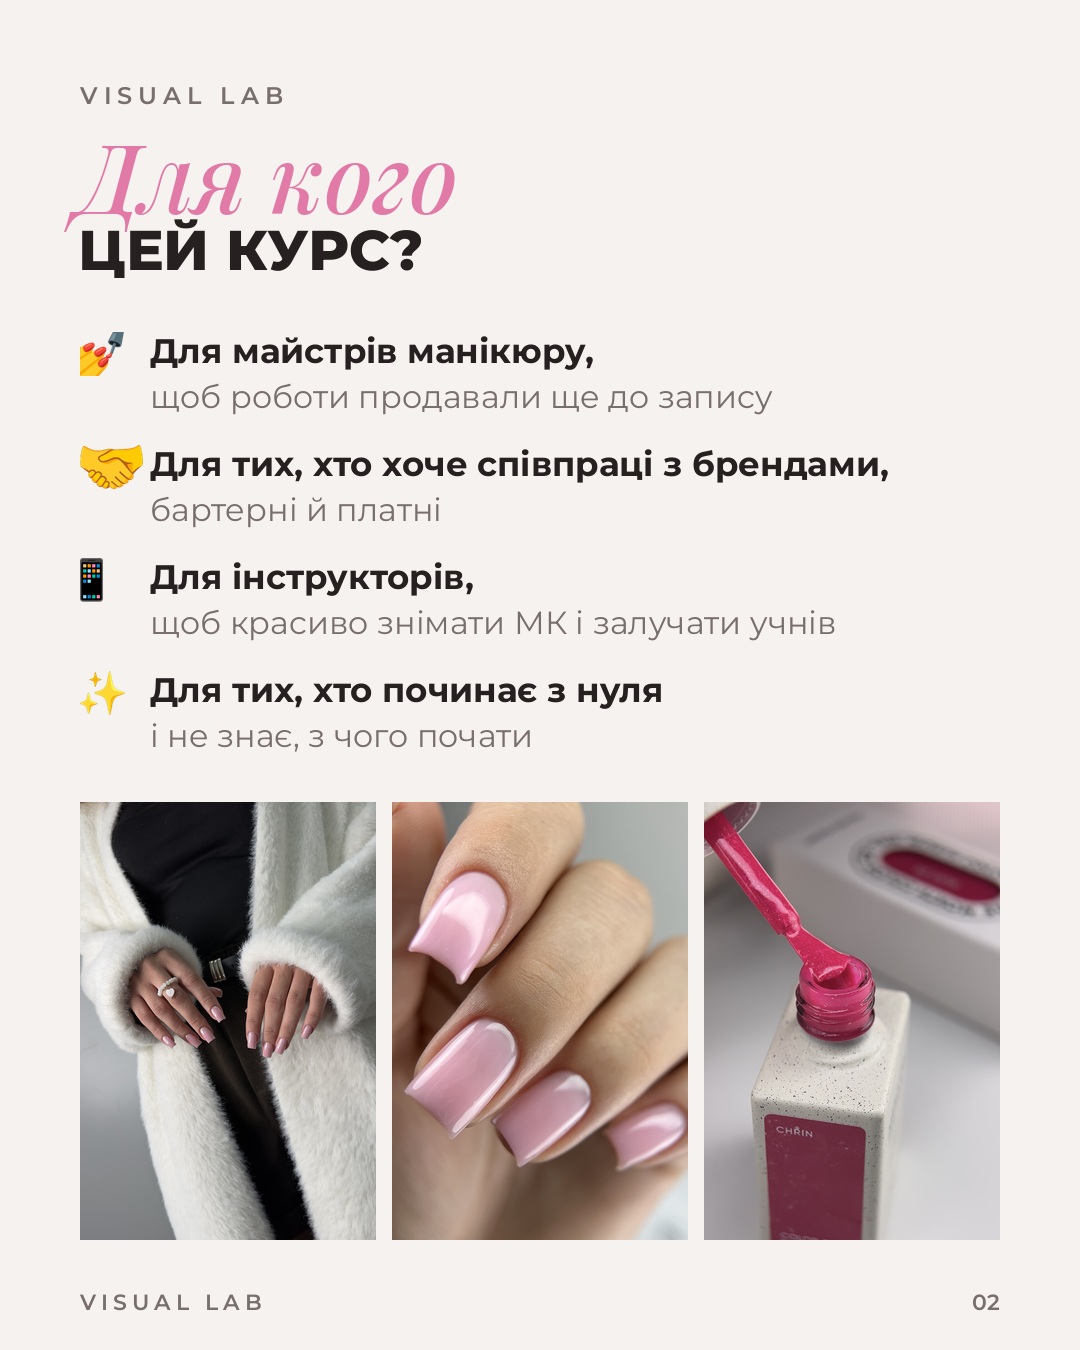 VISUAL LAB
Для кого
ЦЕЙ КУРС?
Для майстрів манікюру,
щоб роботи продавали ще до запису
Для тих, хто хоче співпраці з брендами,
бартерні й платні
Для інструкторів,
щоб красиво знімати МК і залучати учнів
Для тих, хто починає з нуля
і не знає, з чого почати
CHRIN
VISUAL LAB
02